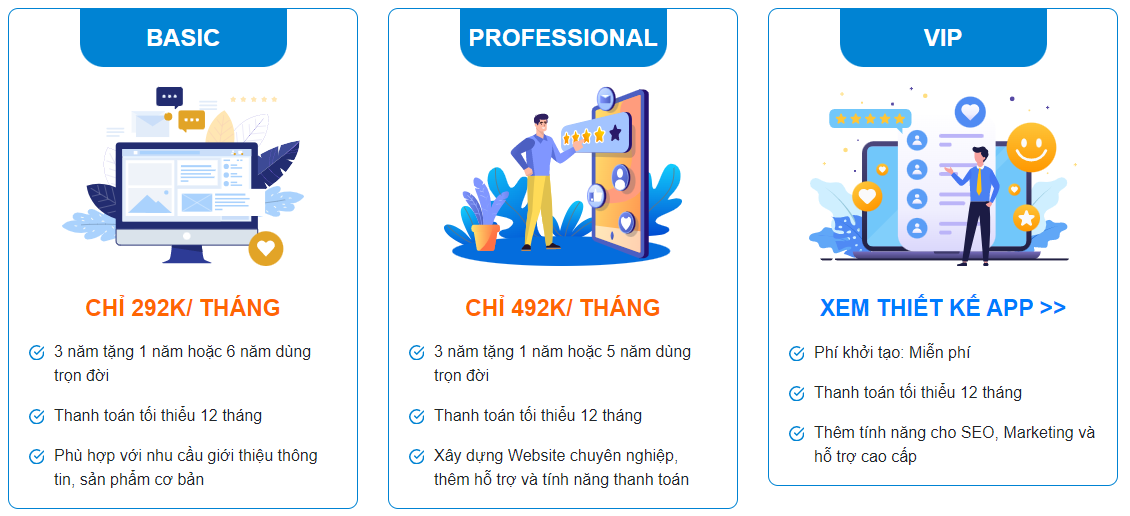 BASIC
CHỈ 292K/ THÁNG
3 năm tặng 1 năm hoặc 6 năm dùng
trọn đời
Thanh toán tối thiểu 12 tháng
Phù hợp với nhu cầu giới thiệu thông
tin, sản phẩm cơ bản
PROFESSIONAL
CHỈ 492K/ THÁNG
3 năm tặng 1 năm hoặc 5 năm dùng
trọn đời
Thanh toán tối thiểu 12 tháng
Xây dựng Website chuyên nghiệp,
thêm hỗ trợ và tính năng thanh toán
VIP
XEM THIẾT KẾ APP >>
Phí khởi tạo: Miễn phí
Thanh toán tối thiểu 12 tháng
Thêm tính năng cho SEO, Marketing và
hỗ trợ cao cấp